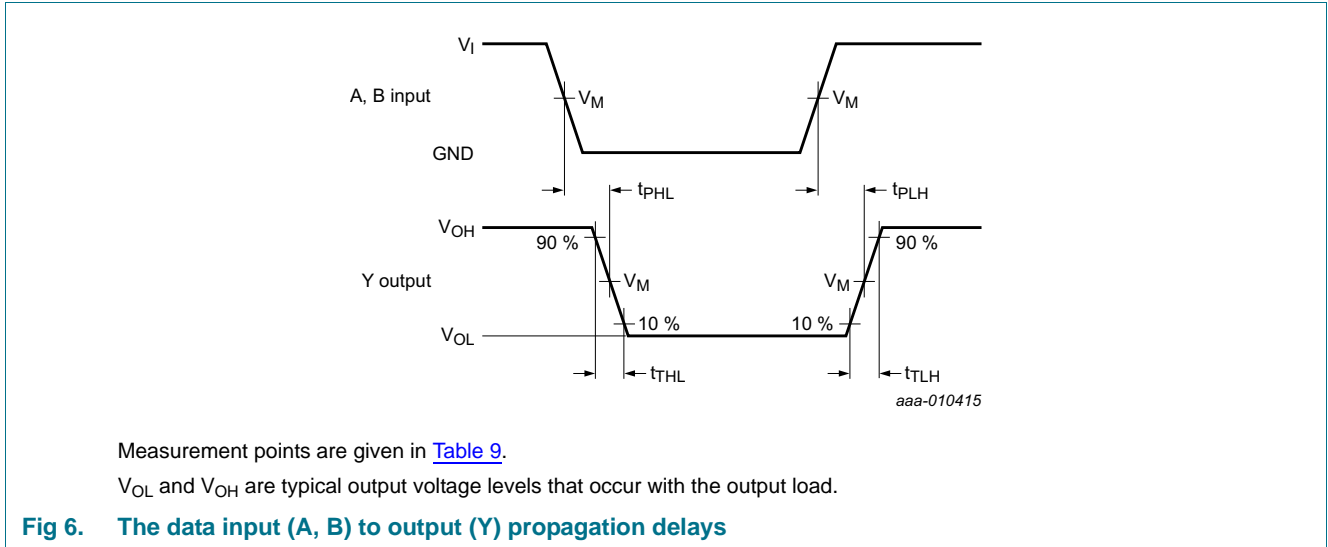 VI
A, B input
VM
VM
GND
tPHL
tPLH
VOH
90 %
90 %
Y output
VM
VM
10 %
10 %
VOL
tTHL
tTLH
aaa-010415
Measurement points are given in Table 9.
VOL and VOH are typical output voltage levels that occur with the output load.
Fig 6. The data input (A, B) to output (Y) propagation delays